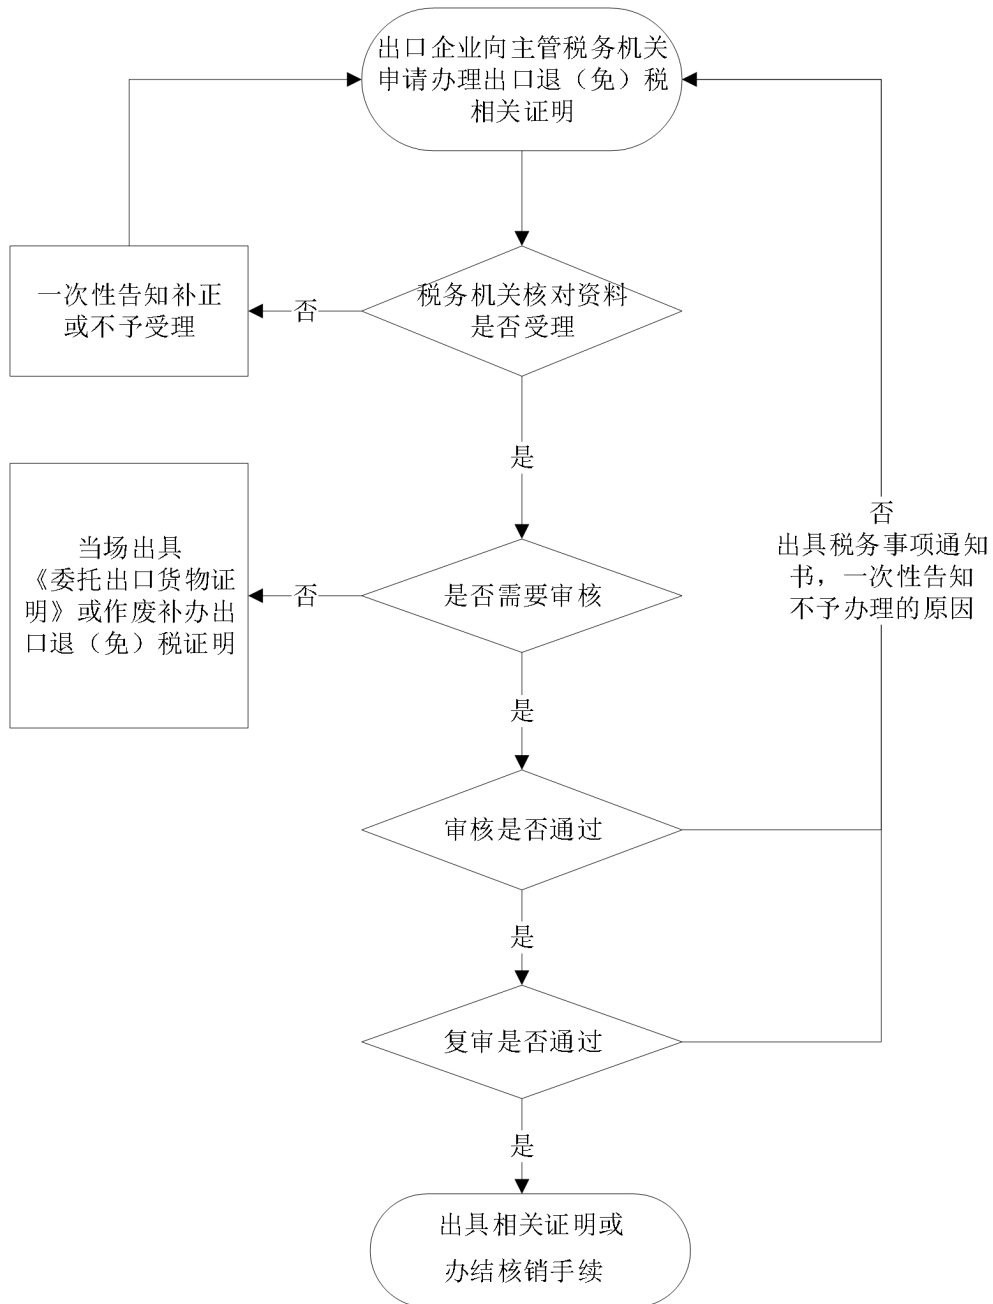 出口企业向主管税务机关
申请办理出口退（免）税
相关证明
一次性告知补正
或不予受理
否
税务机关核对资料
是否受理
是
当场出具
《委托出口货物证
明》或作废补办出
口退（免）税证明
否
是否需要审核
否
出具税务事项通知
书，一次性告知
不予办理的原因
是
审核是否通过
是
复审是否通过
是
出具相关证明或
办结核销手续